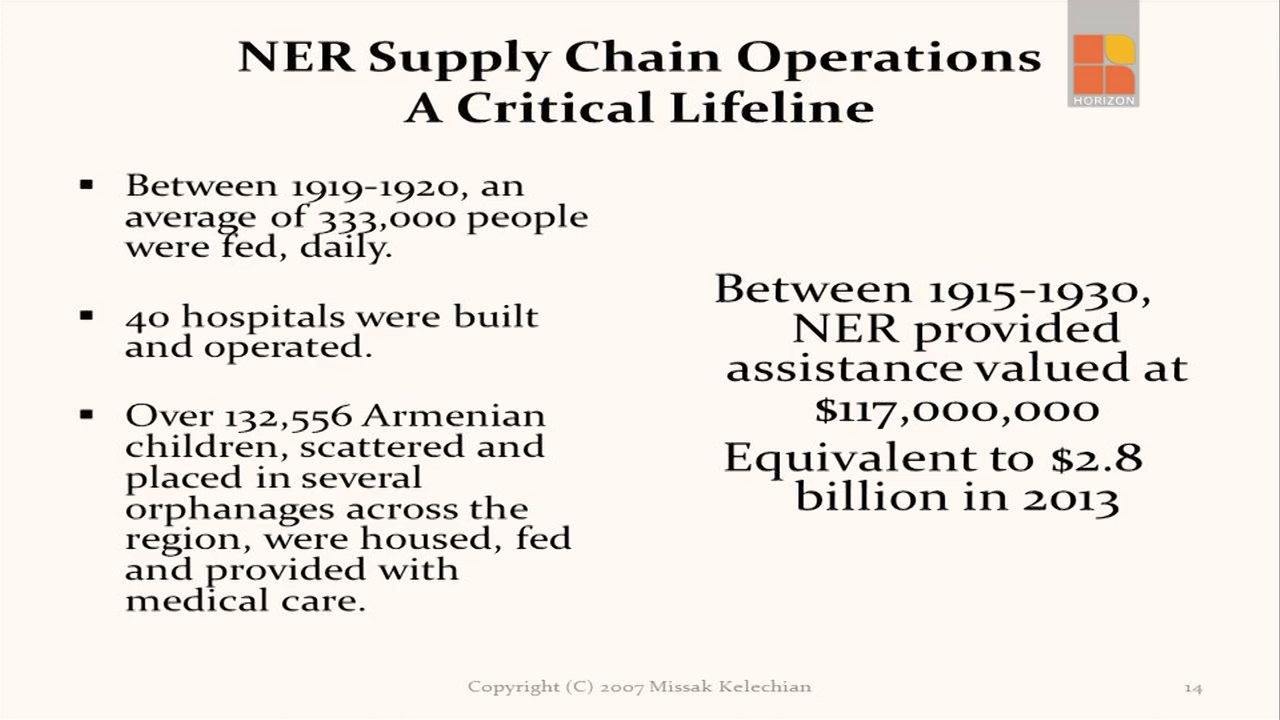 NER Supply Chain Operations
A Critical Lifeline
HORIZON
▪ Between 1919-1920, an
average of 333,000 people
were fed, daily.
▪ 40 hospitals were built
and operated.
▪ Over 132,556 Armenian
children, scattered and
placed in several
orphanages across the
region, were housed, fed
and provided with
medical care.
Between 1915-1930,
NER provided
assistance valued at
$117,000,000
Equivalent to $2.8
billion in 2013
Copyright (C) 2007 Missak Kelechian
14